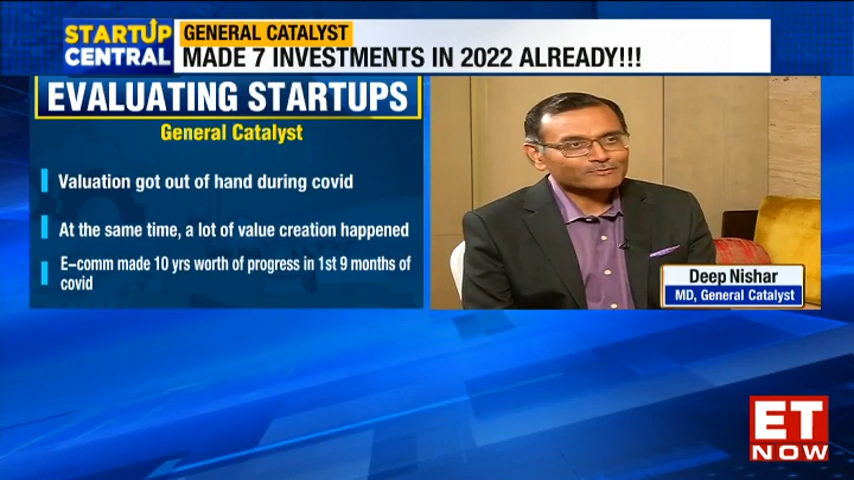 STARTUP
CENTRAL
GENERAL CATALYST
MADE 7 INVESTMENTS IN 2022 ALREADY!!!
EVALUATING STARTUPS
General Catalyst
Valuation got out of hand during covid
At the same time, a lot of value creation happened
E-comm made 10 yrs worth of progress in 1st 9 months of
covid
Deep Nishar
MD, General Catalyst
ET
NOW